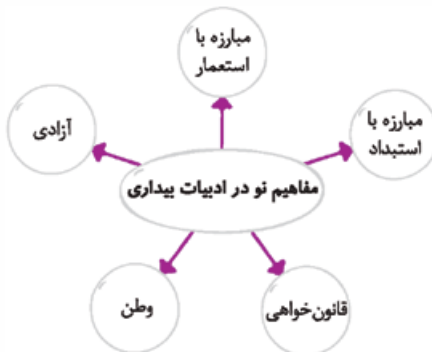 مبارزه با
استعمار
مبارزه با
استبداد
آزادی
مفاهیم نو در ادبیات بیداری
قانون‌خواهی
وطن